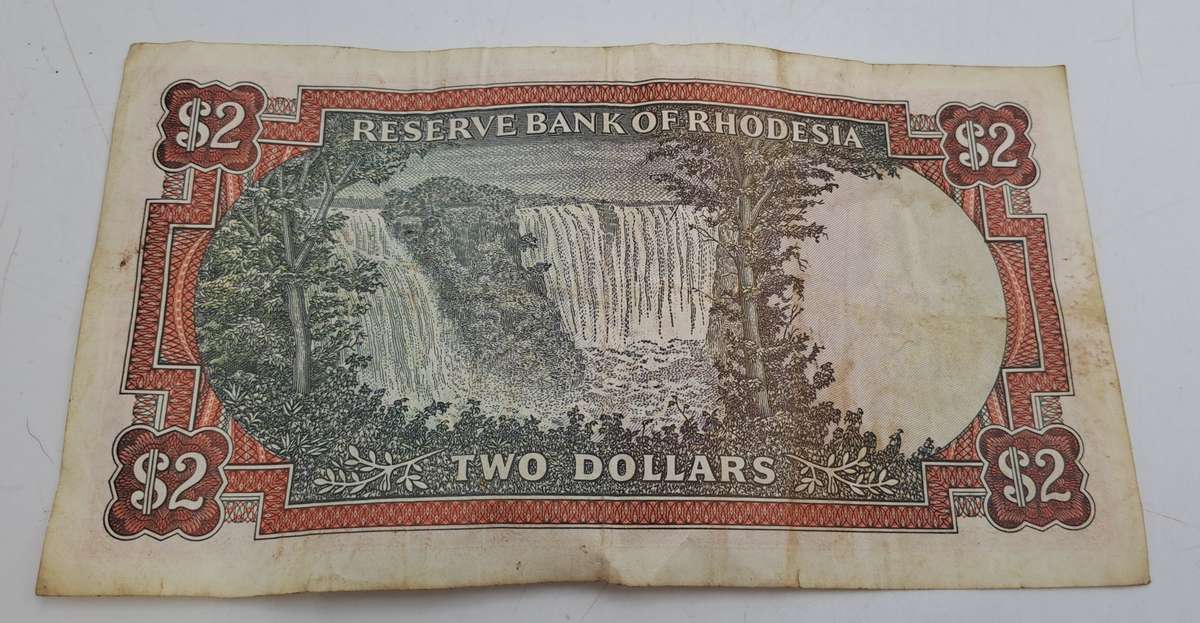 $2 $2
RESERVE BANK OF RHODESIA
TWO DOLLARS
$2 $2